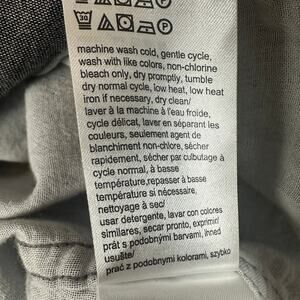 30
machine wash cold, gentle cycle,
wash with like colors, non-chlorine
bleach only, dry promptly, tumble
dry normal cycle, low heat, low heat
iron if necessary, dry clean/
laver à la machine à l'eau froide,
cycle délicat, laver en séparant les
couleurs, seulement agent de
blanchiment non-chlore, sécher
rapidement, sécher par culbutage à
cycle normal, à basse
température,repasser à basse
température si nécessaire,
nettoyage à sec/
usar detergente, lavar con colores
similares, secar pronto, exprimir/
prát s podobnými barvami, ihned
usušte/
prać z podobnymi kolorami, szybko